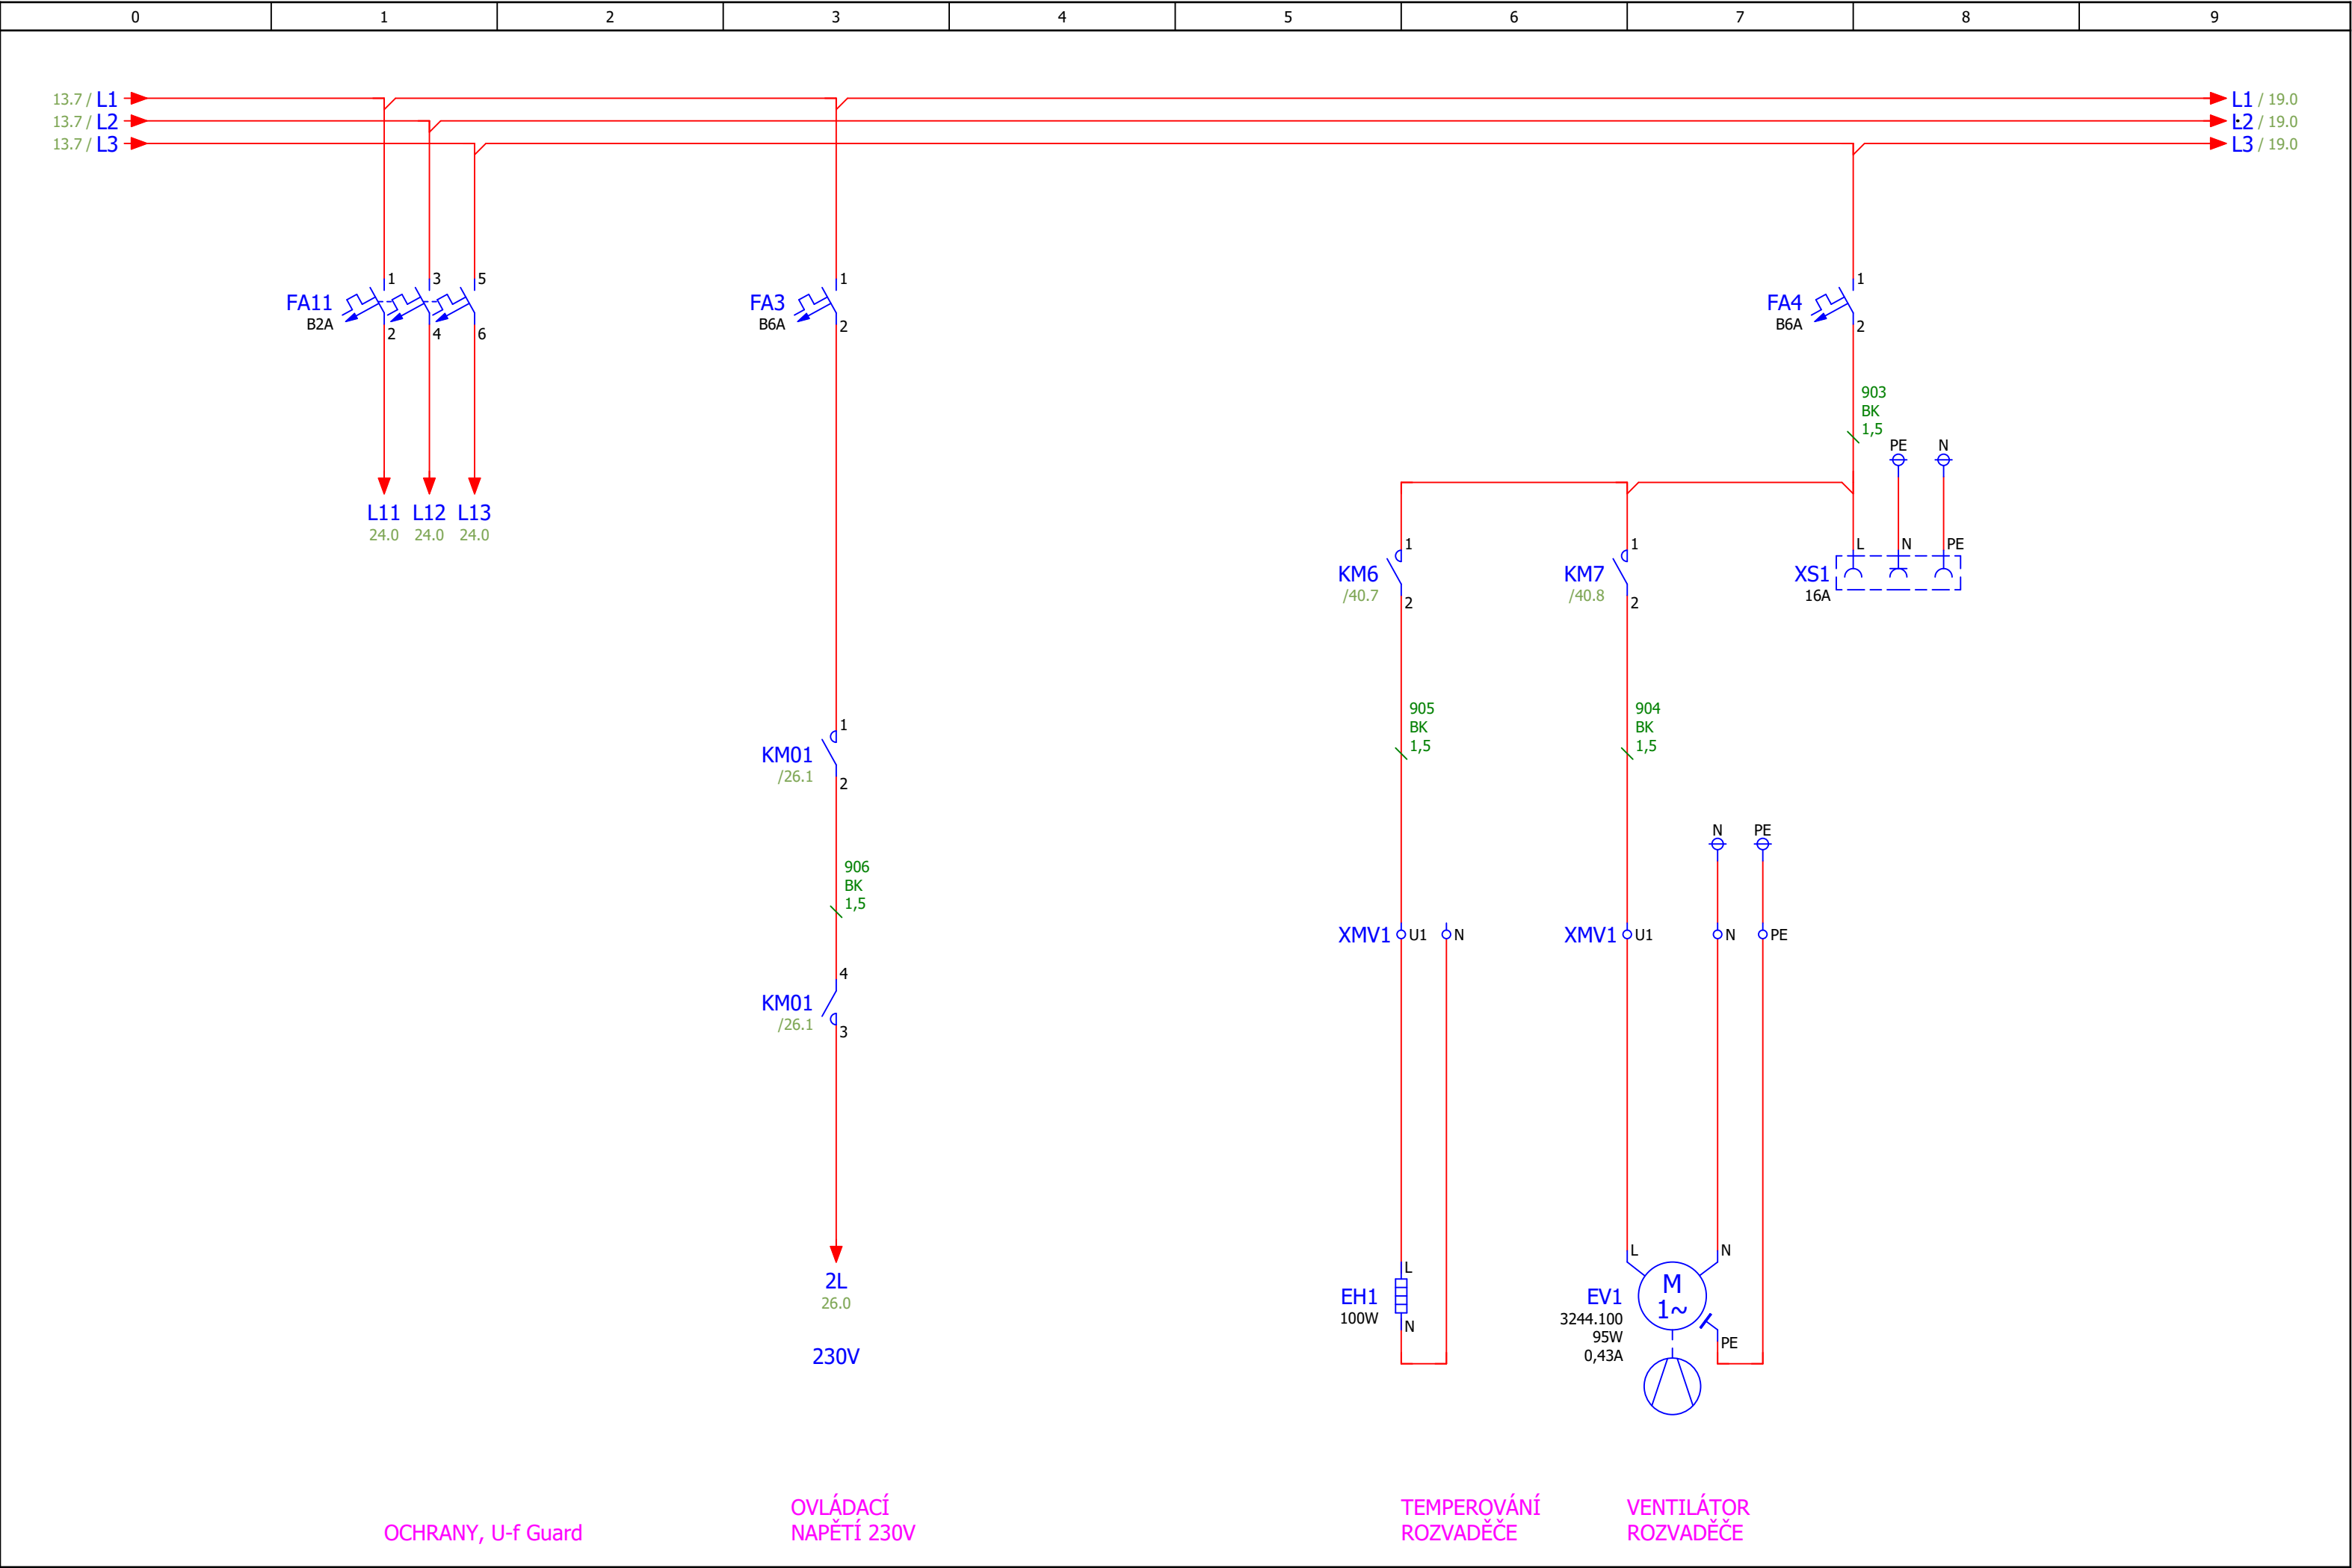 0 1 2 3 4 5 6 7 8 9
13.7 / L1 L1 / 19.0
13.7 / L2 L2 / 19.0
13.7 / L3 L3 / 19.0
1 3 5 1 1
FA11 FA3 FA4
B2A B6A B6A
2 4 6 2 2
903
BK
1,5
PE N
L11 L12 L13
24.0 24.0 24.0
1 1 L N PE
KM6 KM7 XS1
/40.7 /40.8 16A
2 2
905 904
BK BK
1,5 1,5
1
KM01
/26.1
2
N PE
906
BK
1,5
XMV1 U1 N XMV1 U1 N PE
4
KM01
/26.1
3
L N
L
2L EH1 EV1 M
26.0 100W 3244.100 1~
N 95W PE
230V 0,43A
OVLÁDACÍ TEMPEROVÁNÍ VENTILÁTOR
OCHRANY, U-f Guard NAPĚTÍ 230V ROZVADĚČE ROZVADĚČE